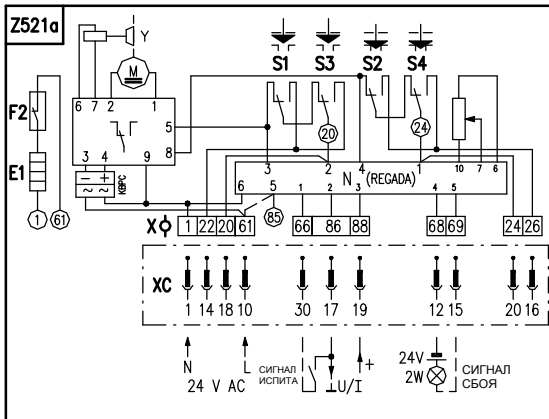 Z521a
Y
S1 S3 S2 S4
M
6 7 2 1
F2
5
8
20
24
3 4 9
3 2 4 1 10 7 6
E1
КВРС
N (REGADA)
6 5 1 2 3 4 5
1 61
85
X 1 22 20 61 66 86 88 68 69 24 26
XC
1 14 18 10 30 17 19 12 15 20 16
N L
24 V AC
СИГНАЛ
ИСПИТА
U/I
+
24V
2W
СИГНАЛ
СБОЯ